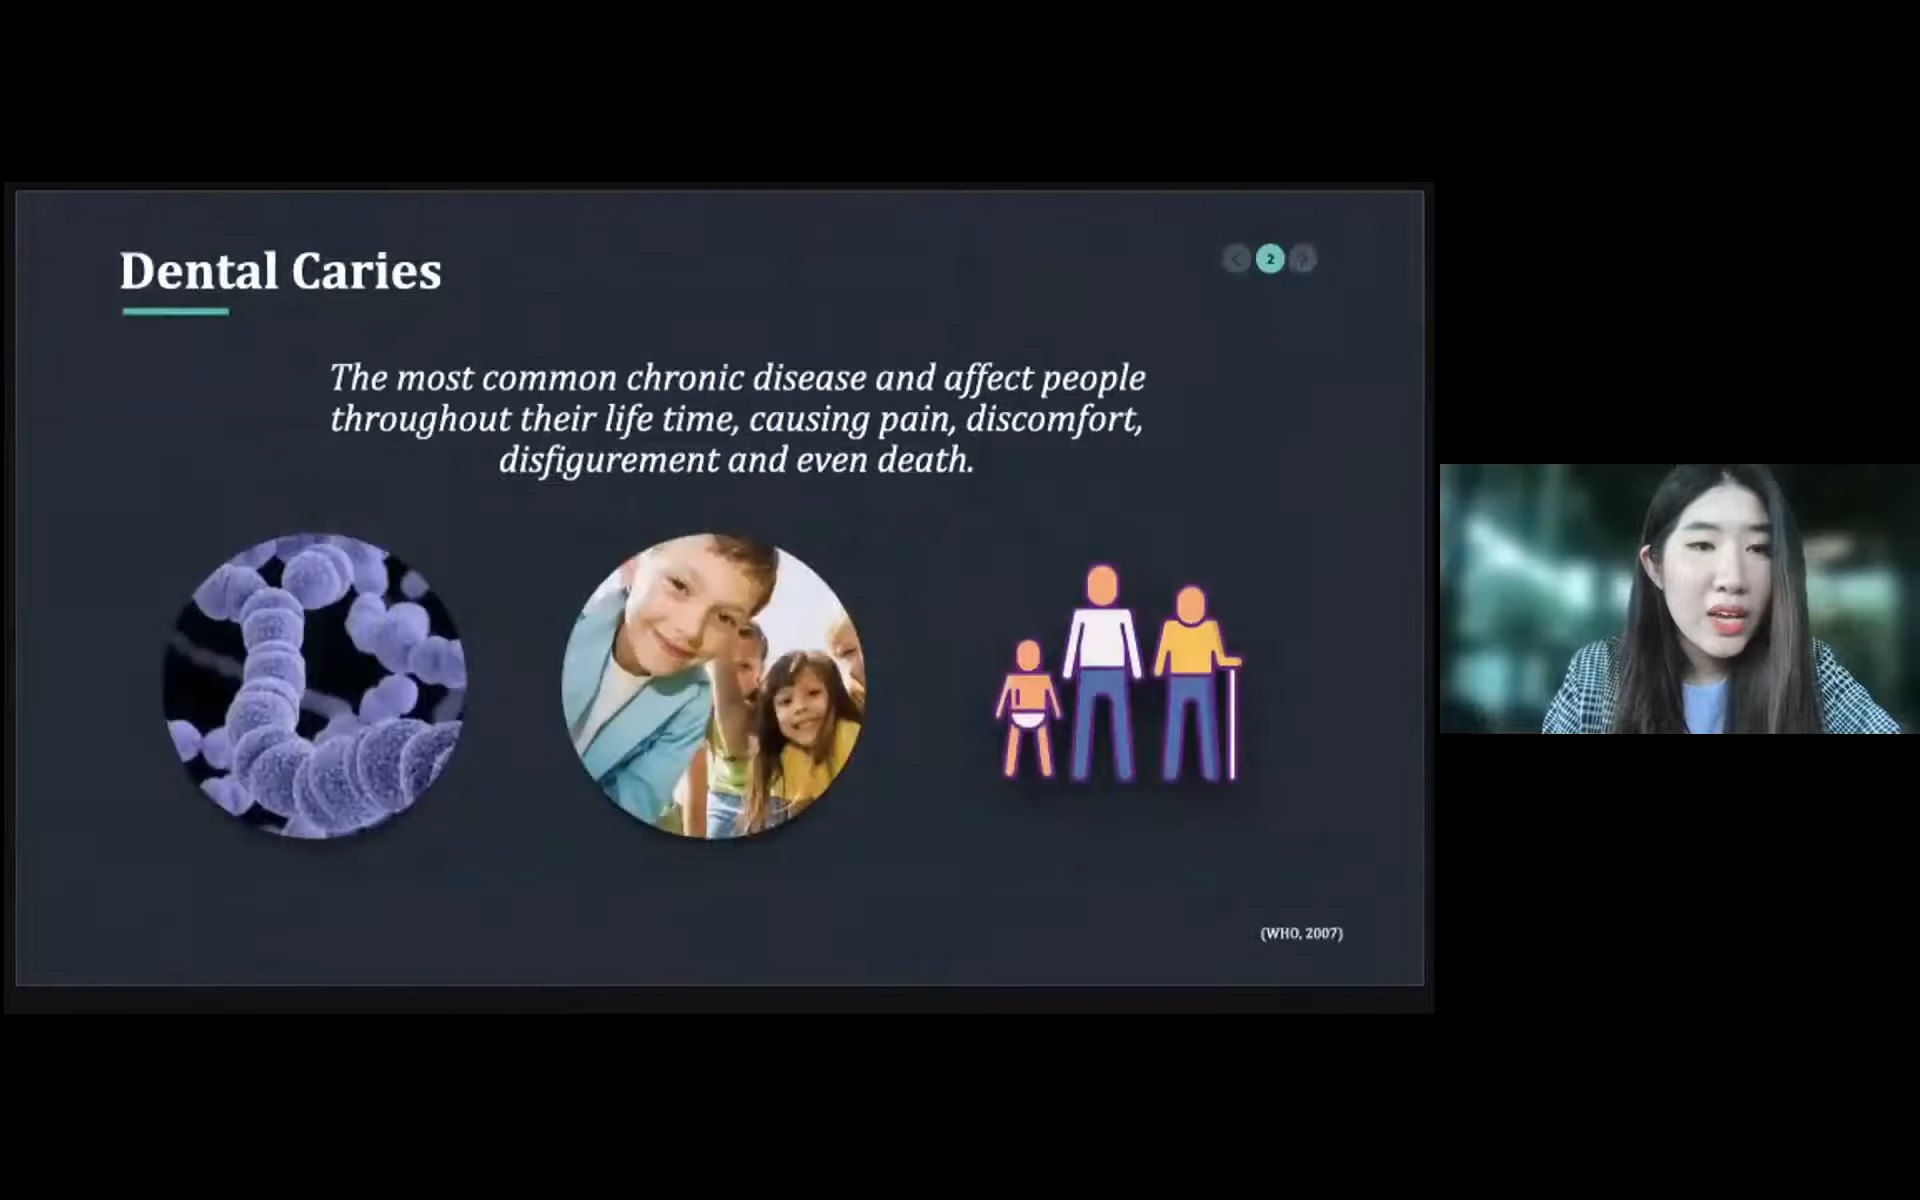 Dental Caries
2
The most common chronic disease and affect people
throughout their life time, causing pain, discomfort,
disfigurement and even death.
(WHO, 2007)